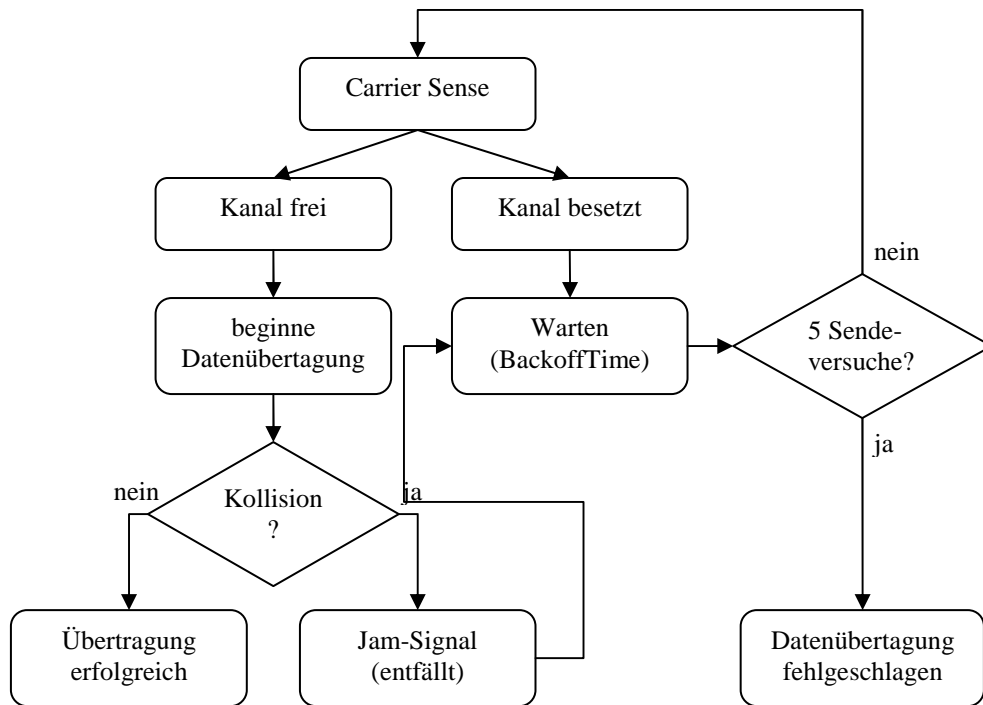 Carrier Sense
Kanal frei
Kanal besetzt
nein
beginne
Datenübertagung
Warten
(BackoffTime)
5 Sende-
versuche?
ja
nein
Kollision
?
ja
Übertragung
erfolgreich
Jam-Signal
(entfällt)
Datenübertagung
fehlgeschlagen